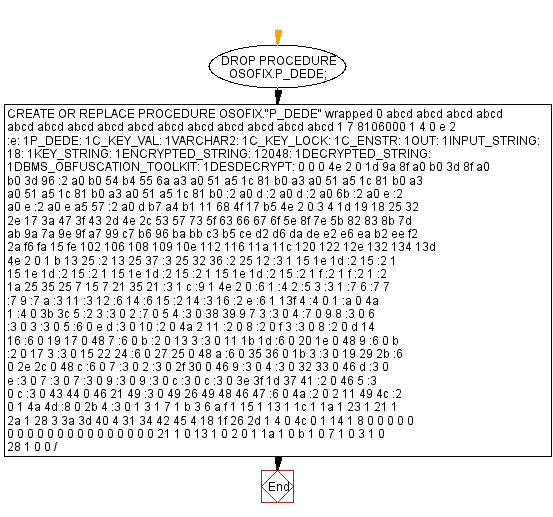 DROP PROCEDURE
OSOFIX.P_DEDE;
CREATE OR REPLACE PROCEDURE OSOFIX."P_DEDE" wrapped 0 abcd abcd abcd abcd
abcd abcd abcd abcd abcd abcd abcd abcd abcd abcd abcd 1 7 8106000 1 4 0 e 2
:e: 1P_DEDE: 1C_KEY_VAL: 1VARCHAR2: 1C_KEY_LOCK: 1C_ENSTR: 1OUT: 1INPUT_STRING:
18: 1KEY_STRING: 1ENCRYPTED_STRING: 12048: 1DECRYPTED_STRING:
1DBMS_OBFUSCATION_TOOLKIT: 1DESDECRYPT: 0 0 0 4e 2 0 1d 9a 8f a0 b0 3d 8f a0
b0 3d 96 :2 a0 b0 54 b4 55 6a a3 a0 51 a5 1c 81 b0 a3 a0 51 a5 1c 81 b0 a3
a0 51 a5 1c 81 b0 a3 a0 51 a5 1c 81 b0 :2 a0 d :2 a0 d :2 a0 6b :2 a0 e :2
a0 e :2 a0 e a5 57 :2 a0 d b7 a4 b1 11 68 4f 17 b5 4e 2 0 3 4 1d 19 18 25 32
2e 17 3a 47 3f 43 2d 4e 2c 53 57 73 5f 63 66 67 6f 5e 8f 7e 5b 82 83 8b 7d
ab 9a 7a 9e 9f a7 99 c7 b6 96 ba bb c3 b5 ce d2 d6 da de e2 e6 ea b2 ee f2
2a f6 fa 15 fe 102 106 108 109 10e 112 116 11a 11c 120 122 12e 132 134 13d
4e 2 0 1 b 13 25 :2 13 25 37 :3 25 32 36 :2 25 12 :3 1 15 1e 1d :2 15 :2 1
15 1e 1d :2 15 :2 1 15 1e 1d :2 15 :2 1 15 1e 1d :2 15 :2 1 f :2 1 f :2 1 :2
1a 25 35 25 7 15 7 21 35 21 :3 1 c :9 1 4e 2 0 :6 1 :4 2 :5 3 :3 1 :7 6 :7 7
:7 9 :7 a :3 11 :3 12 :6 14 :6 15 :2 14 :3 16 :2 e :6 1 13f 4 :4 0 1 :a 0 4a
1 :4 0 3b 3c 5 :2 3 :3 0 2 :7 0 5 4 :3 0 38 39 9 7 3 :3 0 4 :7 0 9 8 :3 0 6
:3 0 3 :3 0 5 :6 0 e d :3 0 10 :2 0 4a 2 11 :2 0 8 :2 0 f 3 :3 0 8 :2 0 d 14
16 :6 0 19 17 0 48 7 :6 0 b :2 0 13 3 :3 0 11 1b 1d :6 0 20 1e 0 48 9 :6 0 b
:2 0 17 3 :3 0 15 22 24 :6 0 27 25 0 48 a :6 0 35 36 0 1b 3 :3 0 19 29 2b :6
0 2e 2c 0 48 c :6 0 7 :3 0 2 :3 0 2f 30 0 46 9 :3 0 4 :3 0 32 33 0 46 d :3 0
e :3 0 7 :3 0 7 :3 0 9 :3 0 9 :3 0 c :3 0 c :3 0 3e 3f 1d 37 41 :2 0 46 5 :3
0 c :3 0 43 44 0 46 21 49 :3 0 49 26 49 48 46 47 :6 0 4a :2 0 2 11 49 4c :2
0 1 4a 4d :8 0 2b 4 :3 0 1 3 1 7 1 b 3 6 a f 1 15 1 13 1 1c 1 1a 1 23 1 21 1
2a 1 28 3 3a 3d 40 4 31 34 42 45 4 18 1f 26 2d 1 4 0 4c 0 1 14 1 8 0 0 0 0 0
0 0 0 0 0 0 0 0 0 0 0 0 0 0 0 21 1 0 13 1 0 2 0 1 1a 1 0 b 1 0 7 1 0 3 1 0
28 1 0 0 /
End